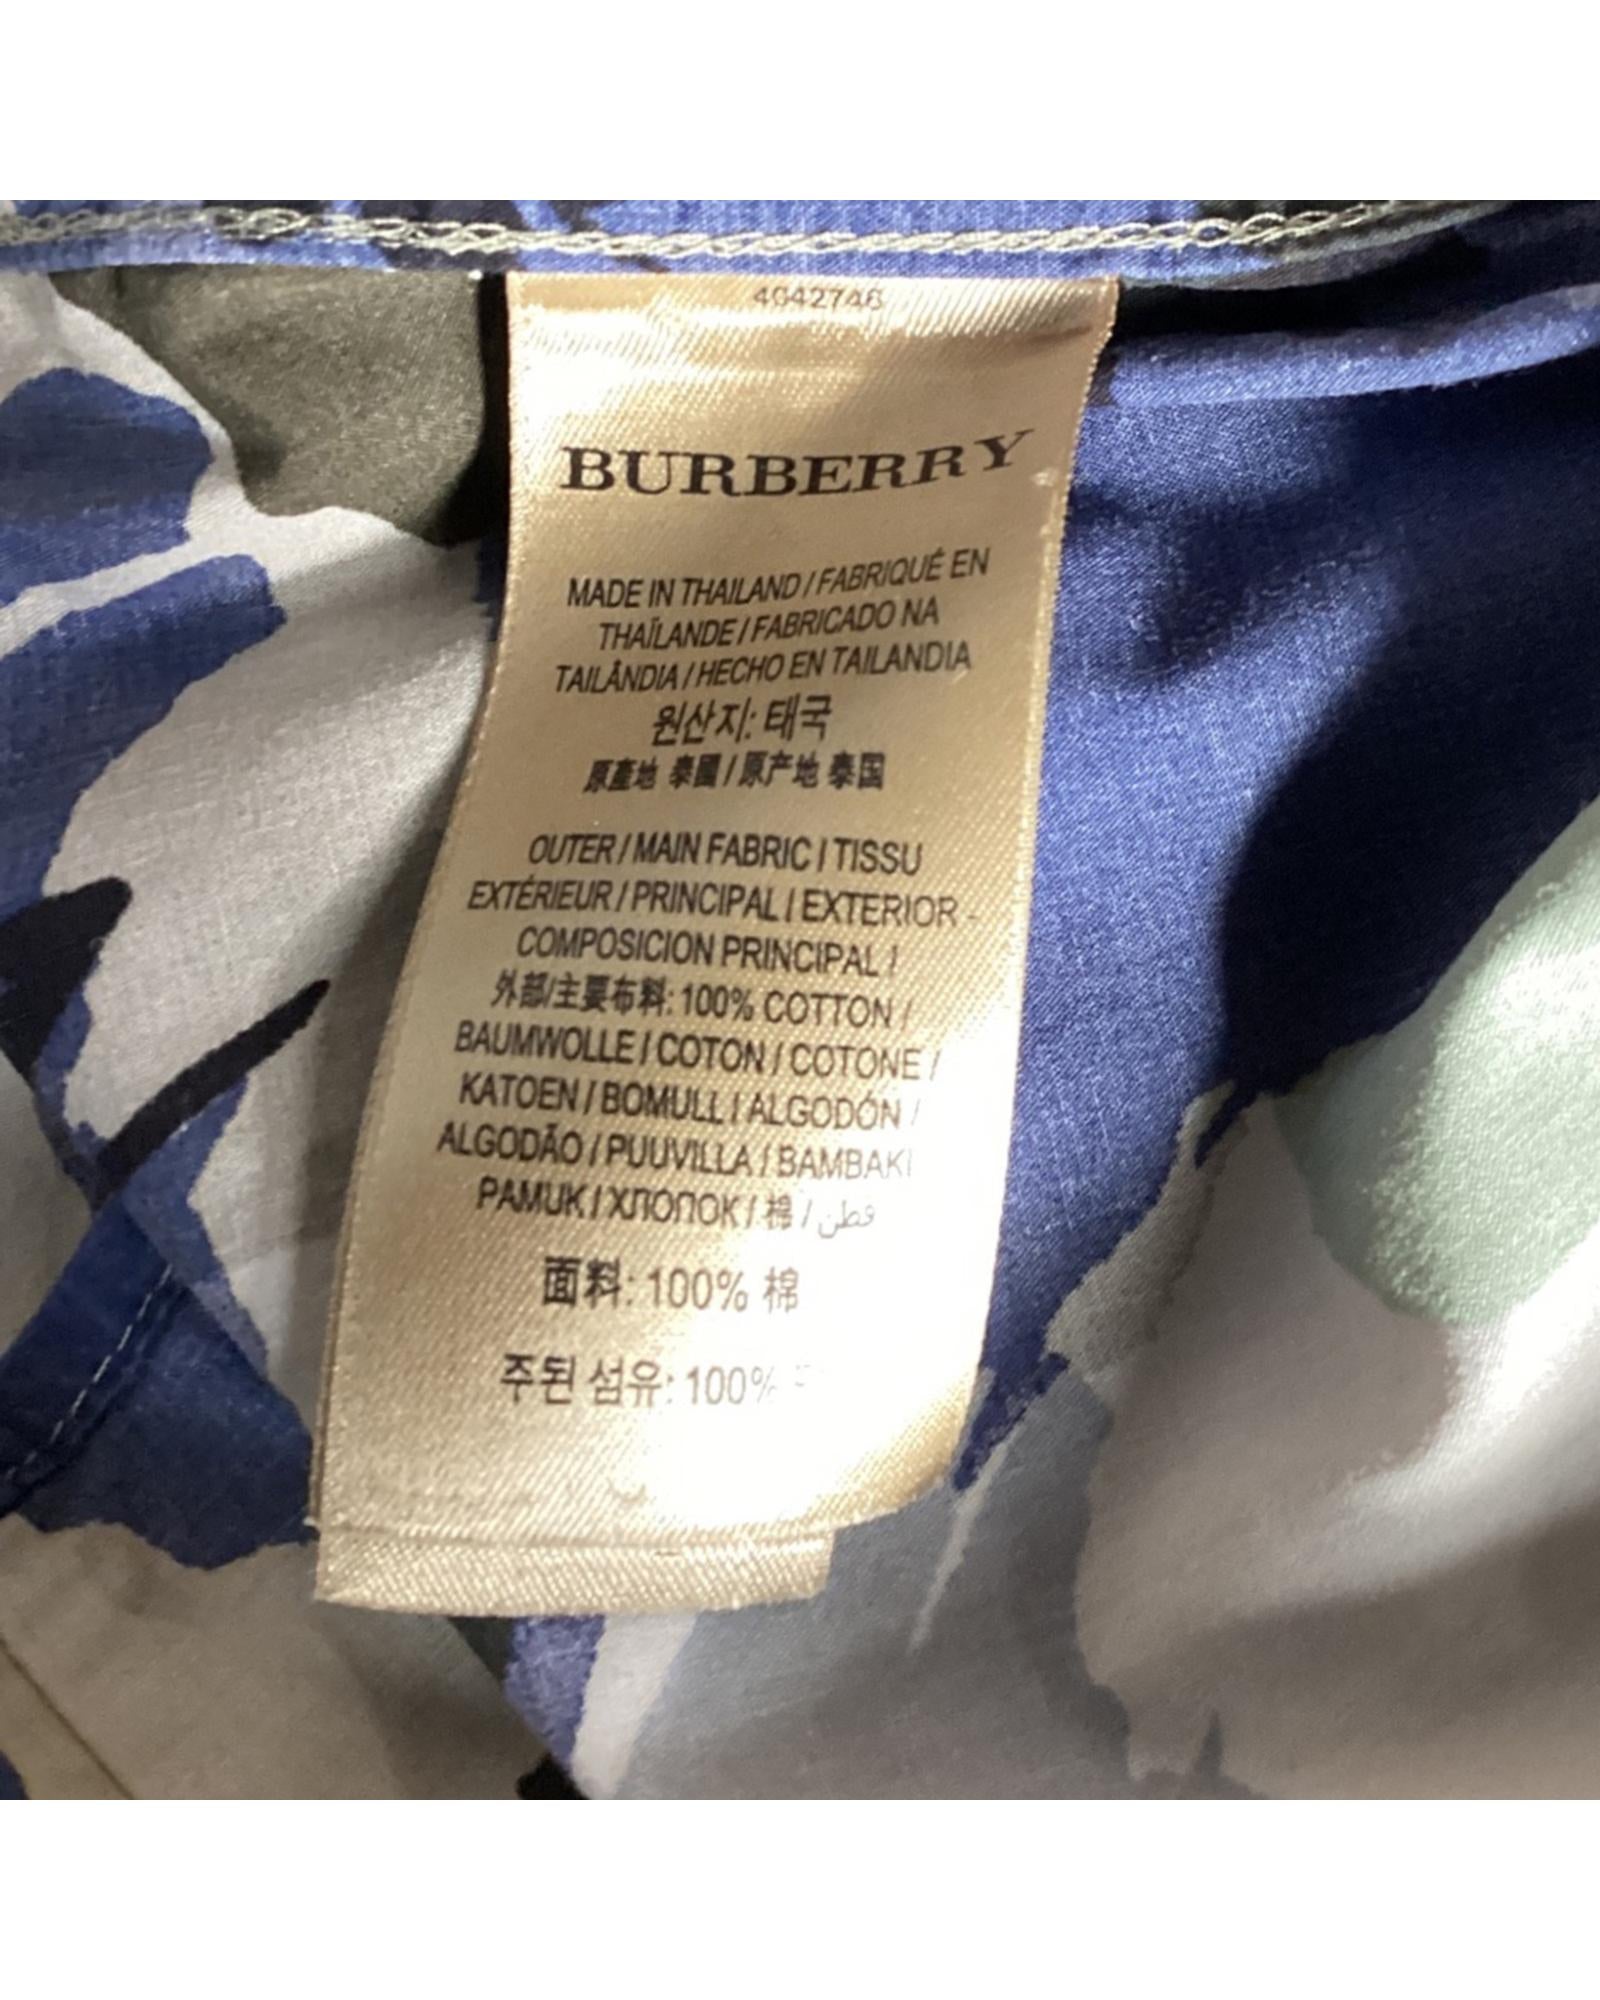 4042746
BURBERRY
MADE IN THAILAND / FABRIQUÉ EN
THAÏLANDE / FABRICADO NA
TAILÂNDIA / HECHO EN TAILANDIA
원산지: 태국
原產地 泰國 / 原产地 泰国
OUTER / MAIN FABRIC / TISSU
EXTÉRIEUR / PRINCIPAL / EXTERIOR -
COMPOSICION PRINCIPAL /
外部/主要布料: 100% COTTON /
BAUMWOLLE / COTON / COTONE /
KATOEN / BOMULL / ALGODÓN /
ALGODÃO / PUUVILLA / BAMBAKI
PAMUK / ХЛОПОК / 棉 / قطن
面料: 100% 棉
주된 섬유: 100%